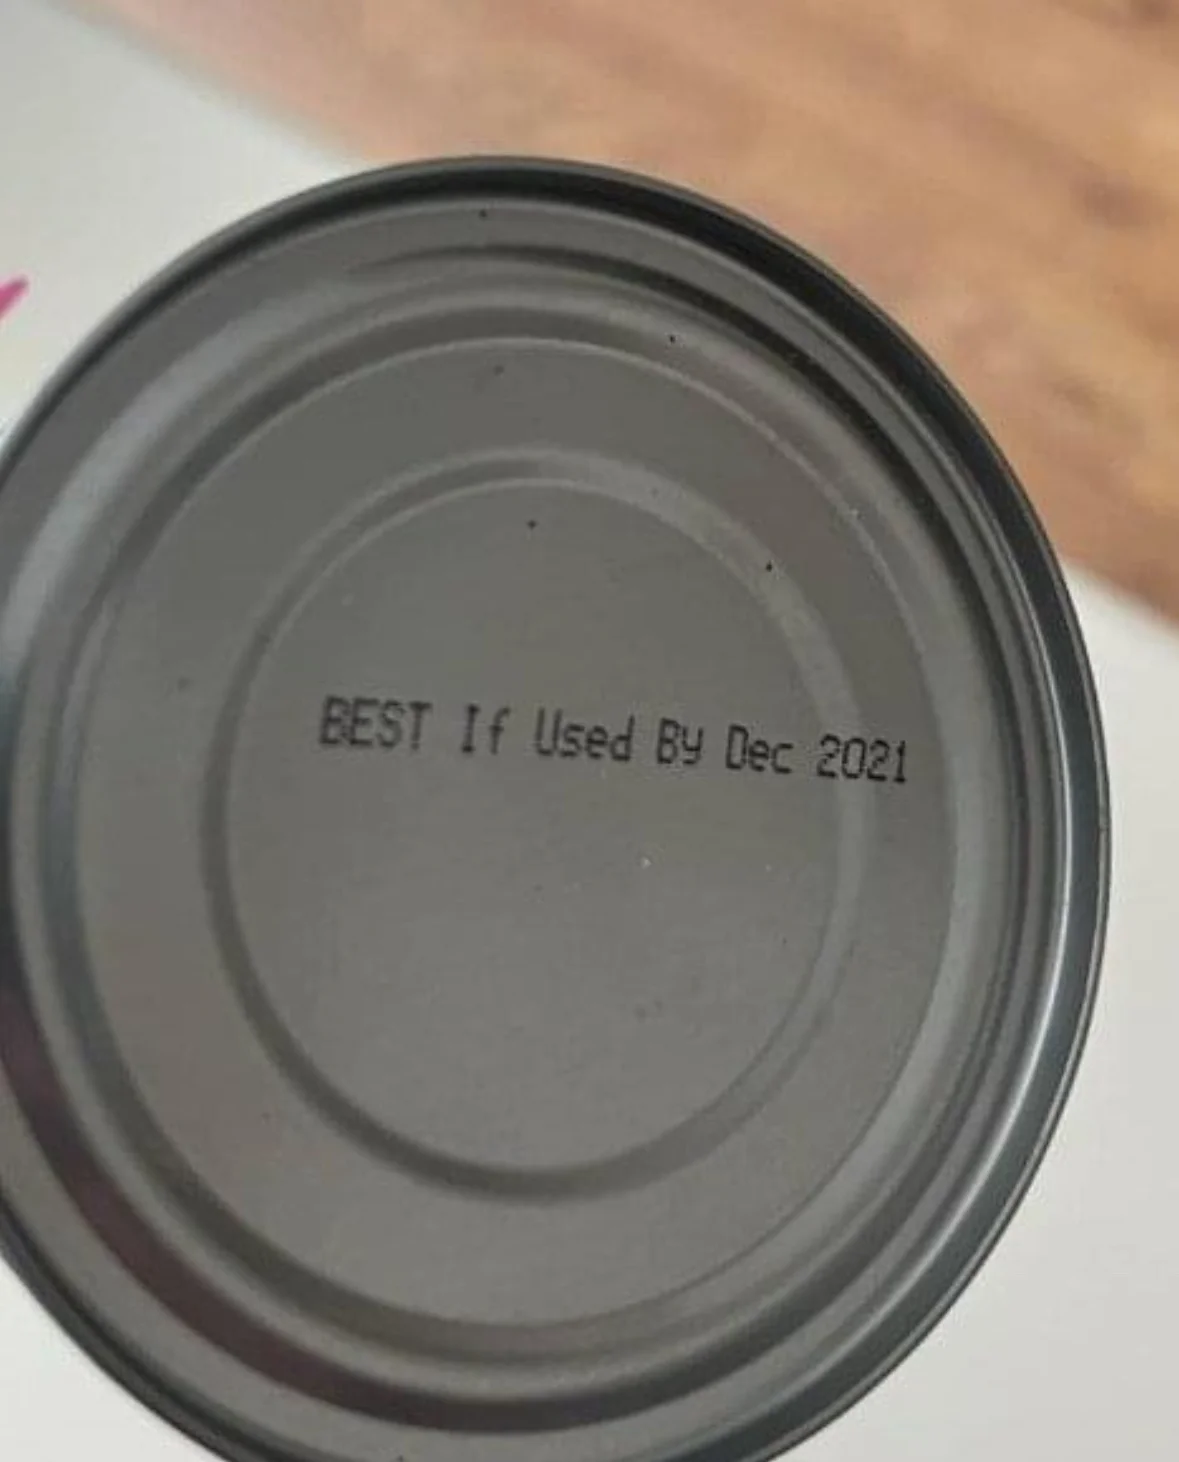 BEST If Used By Dec 2021